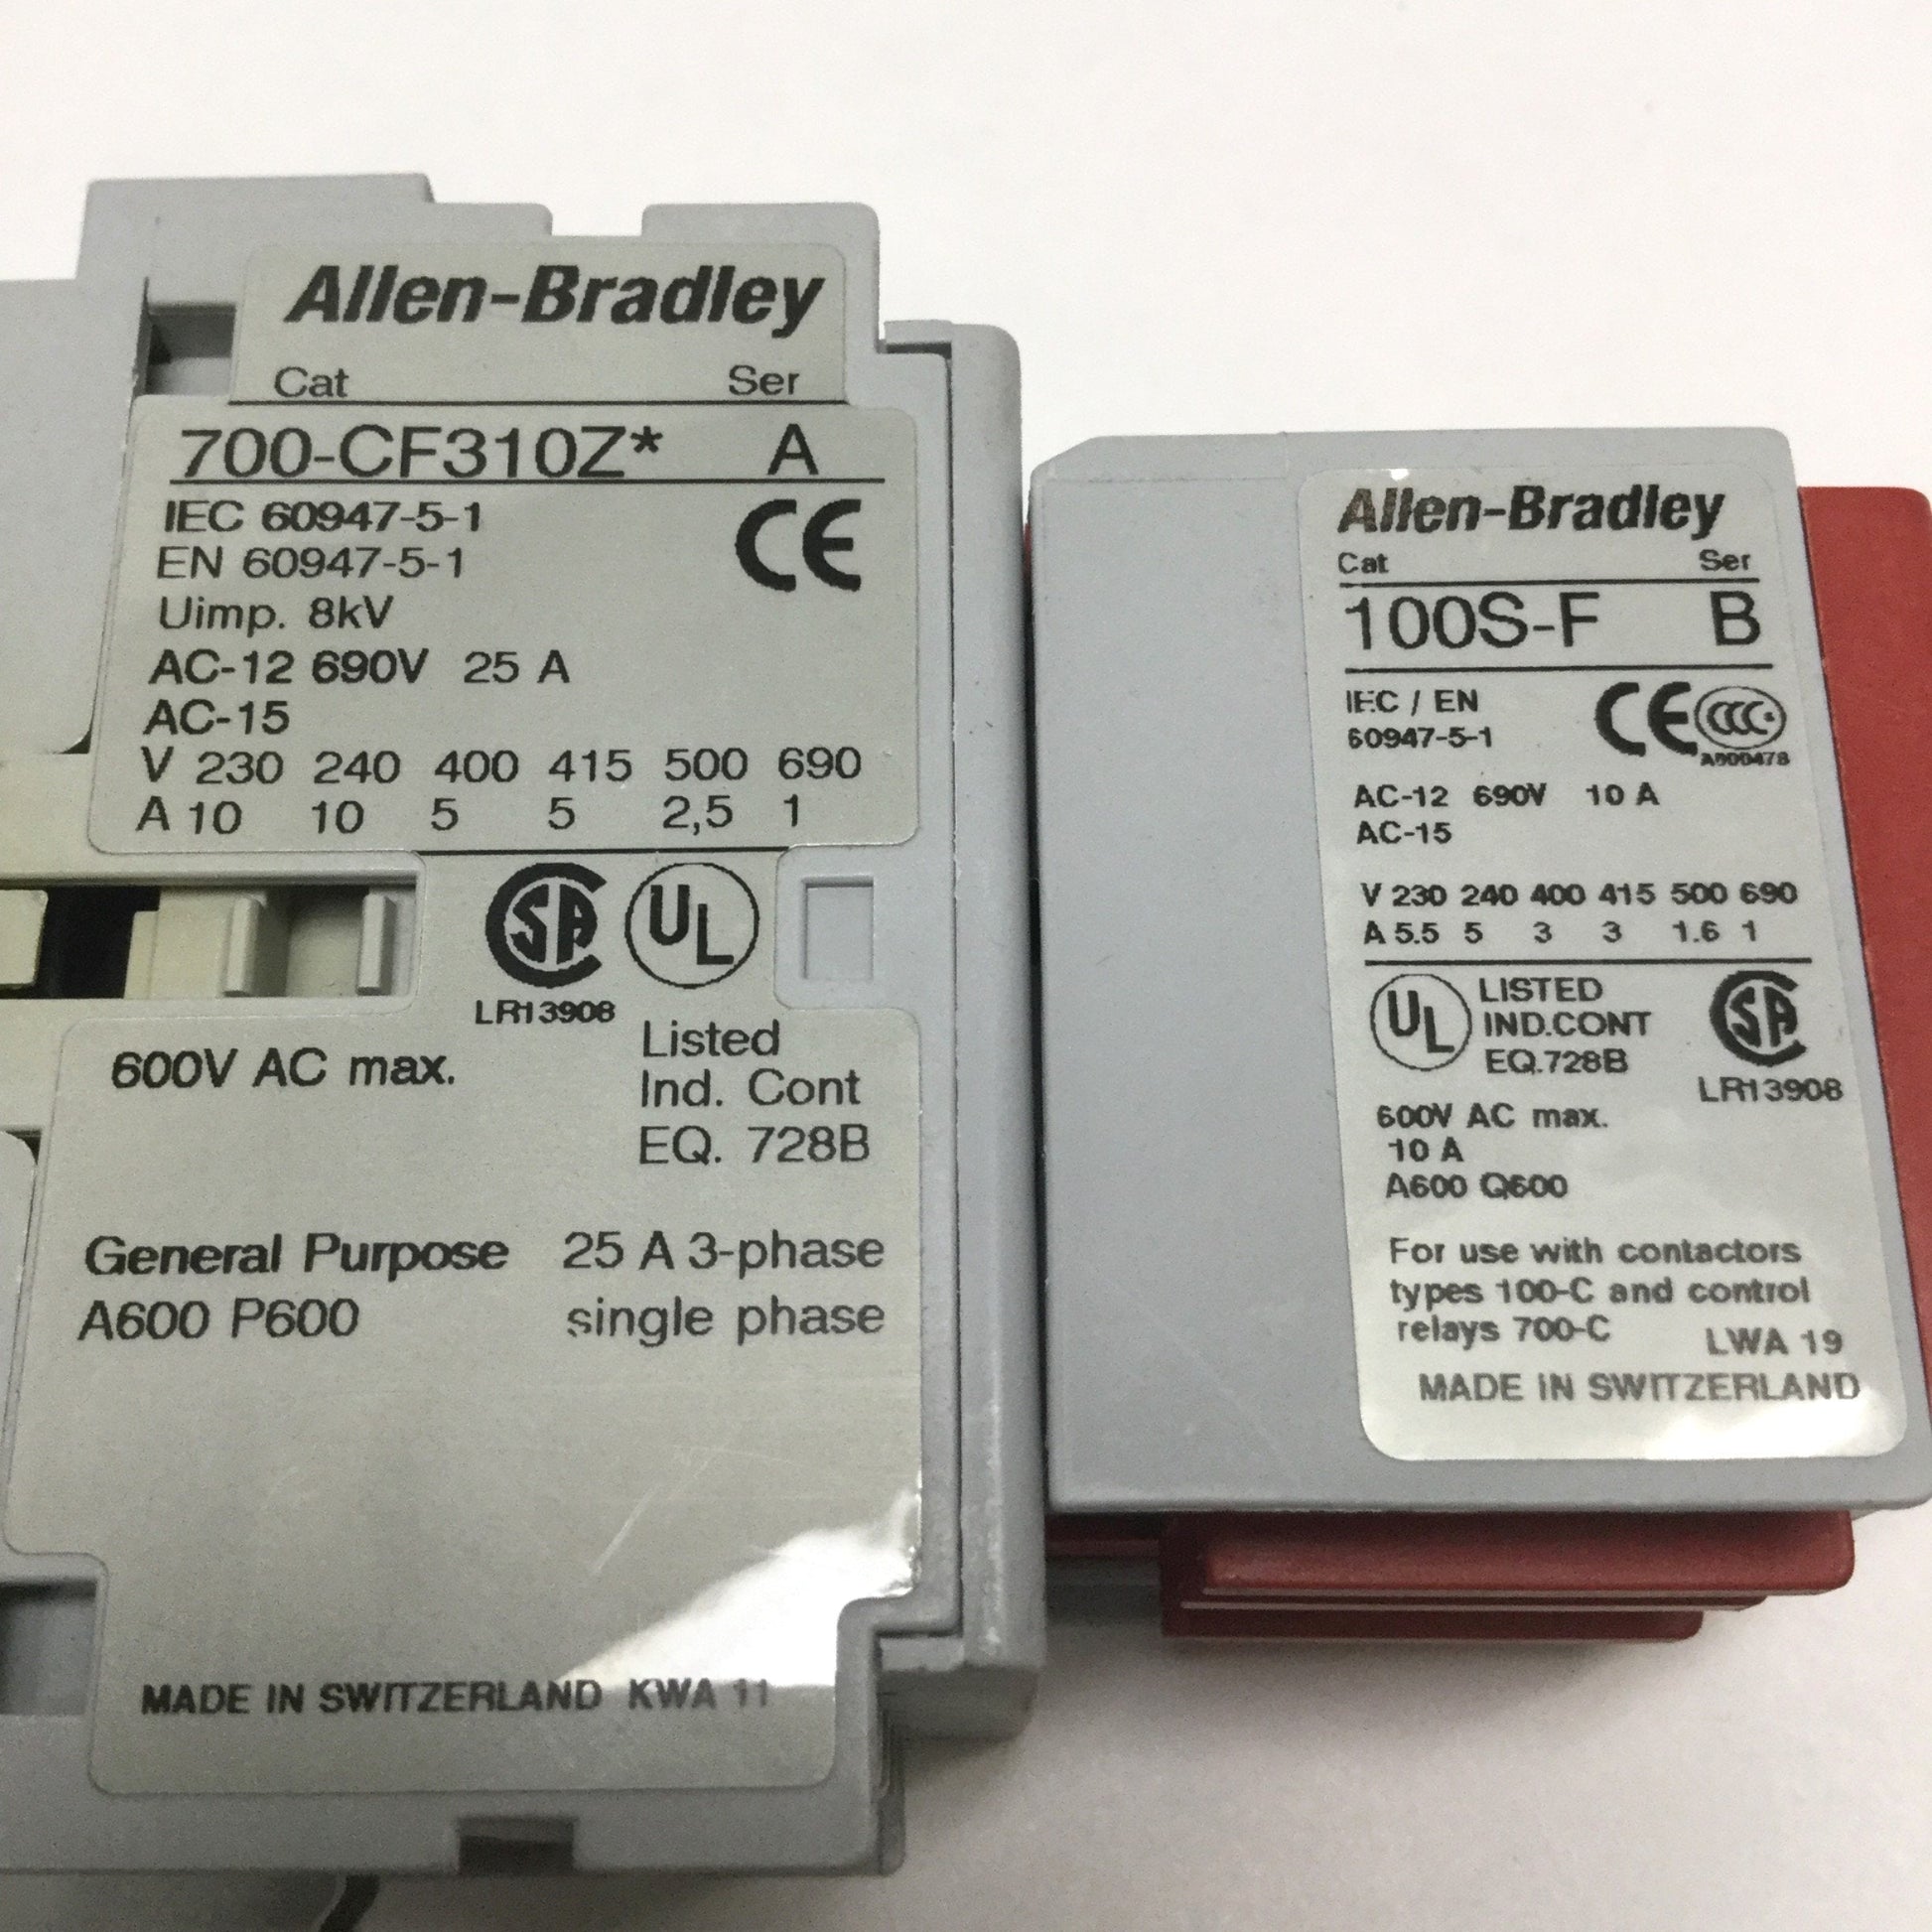 Allen-Bradley
Cat Ser
700-CF310Z* A
IEC 60947-5-1
EN 60947-5-1
CE
Uimp. 8kV
AC-12 690V 25 A
AC-15
V 230 240 400 415 500 690
A 10 10 5 5 2,5 1
SA UL
LR13908
600V AC max.
Listed
Ind. Cont
EQ. 728B
General Purpose 25 A 3-phase
A600 P600 single phase
MADE IN SWITZERLAND KWA 11
Allen-Bradley
Cat Ser
100S-F B
IEC / EN
60947-5-1
CE CCC
A000478
AC-12 690V 10 A
AC-15
V 230 240 400 415 500 690
A 5.5 5 3 3 1.6 1
UL LISTED
IND.CONT
EQ.728B
SA
LR13908
600V AC max.
10 A
A600 Q600
For use with contactors
types 100-C and control
relays 700-C
LWA 19
MADE IN SWITZERLAND